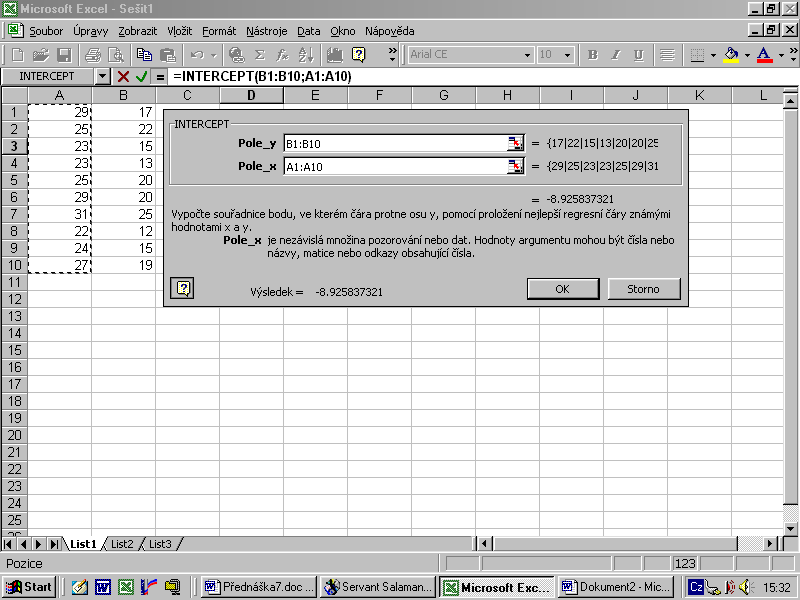 Microsoft Excel - Sešit1
Soubor Úpravy Zobrazit Vložit Formát Nástroje Data Okno Nápověda
Arial CE 10 B I U
INTERCEPT =INTERCEPT(B1:B10;A1:A10)
A B C D E F G H I J K L
1 29 17
2 25 22
3 23 15
4 23 13
5 25 20
6 29 20
7 31 25
8 22 12
9 24 15
10 27 19
11
12
13
14
15
16
17
18
19
20
21
22
23
24
25
26
INTERCEPT
Pole_y B1:B10 = {17|22|15|13|20|20|25
Pole_x A1:A10 = {29|25|23|23|25|29|31
= -8.925837321
Vypočte souřadnice bodu, ve kterém čára protne osu y, pomocí proložení nejlepší regresní čáry známými
hodnotami x a y.
Pole_x je nezávislá množina pozorování nebo dat. Hodnoty argumentu mohou být čísla nebo
názvy, matice nebo odkazy obsahující čísla.
Výsledek = -8.925837321
OK Storno
List1 List2 List3
Pozice 123
Start Přednáška7.doc ... Servant Salaman... Microsoft Exc... Dokument2 - Mic... Cz 15:32